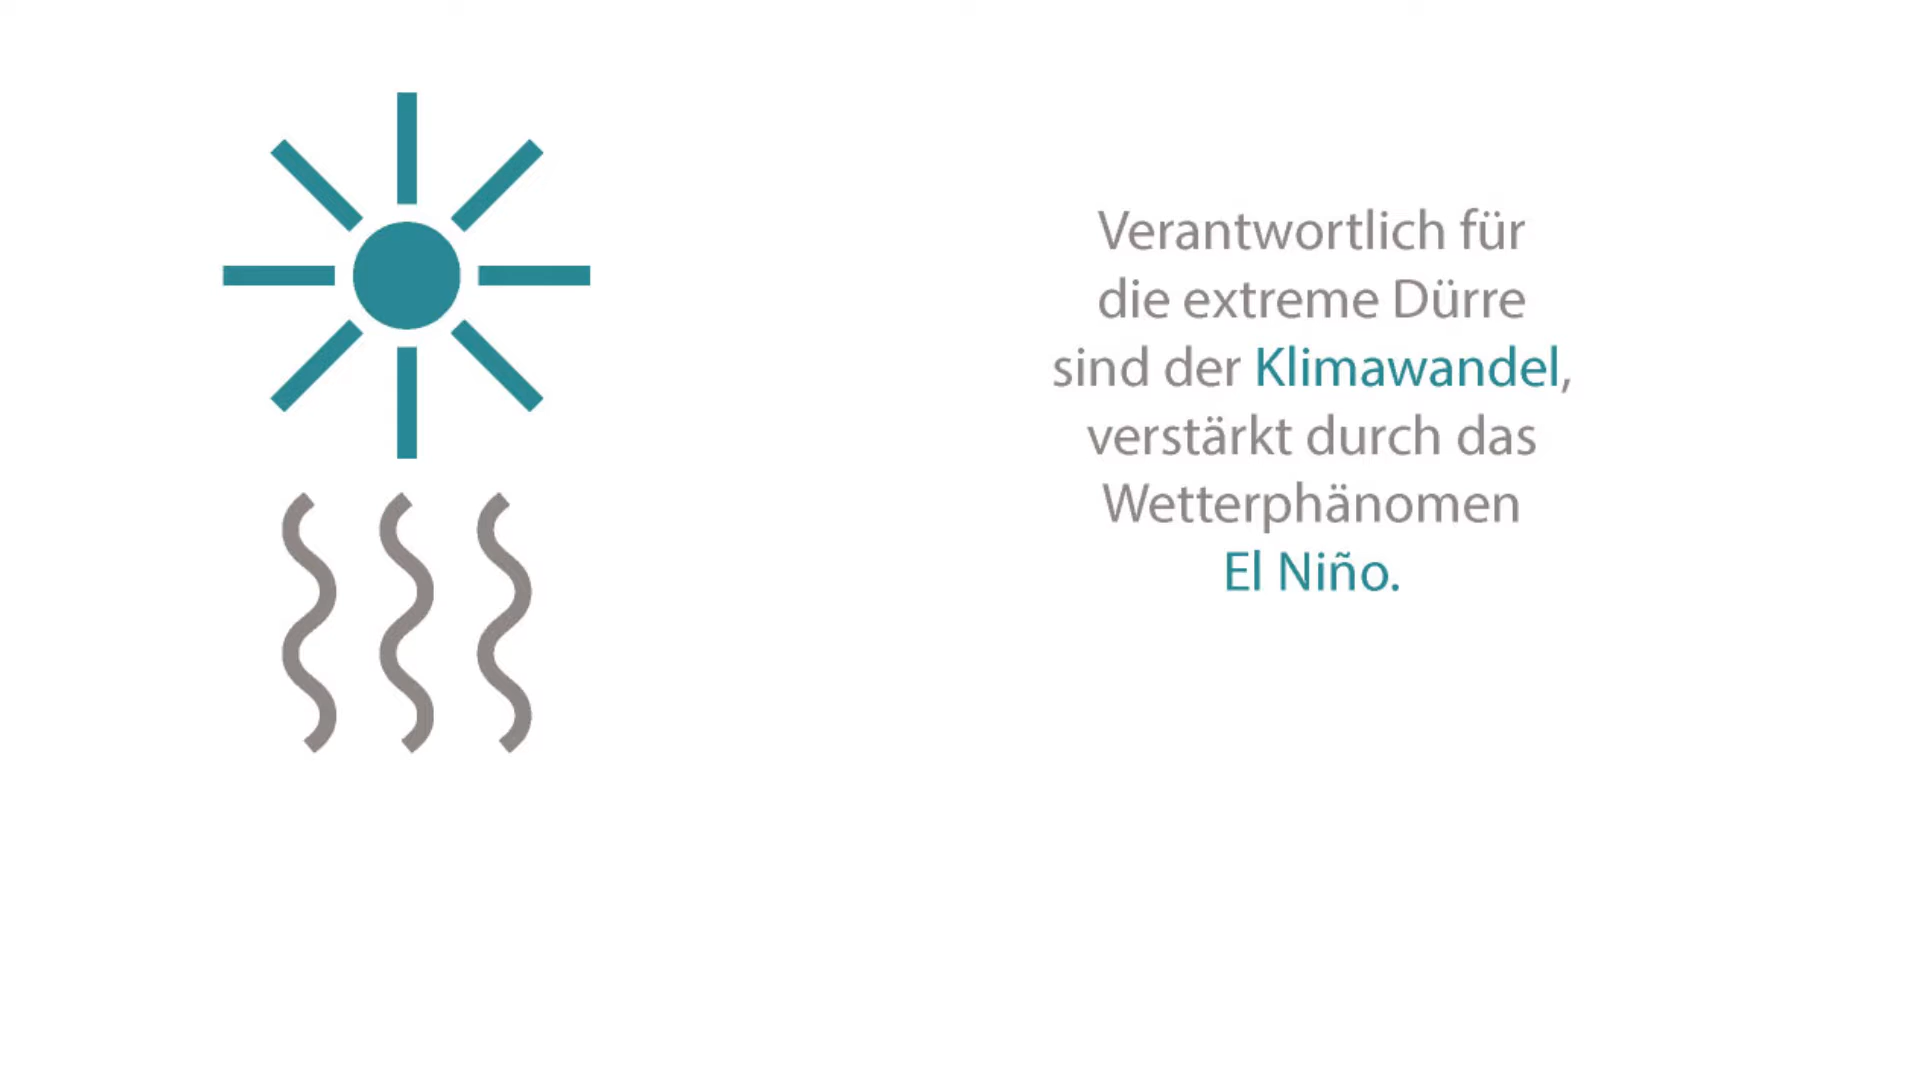 Verantwortlich für
die extreme Dürre
sind der Klimawandel,
verstärkt durch das
Wetterphänomen
El Niño.